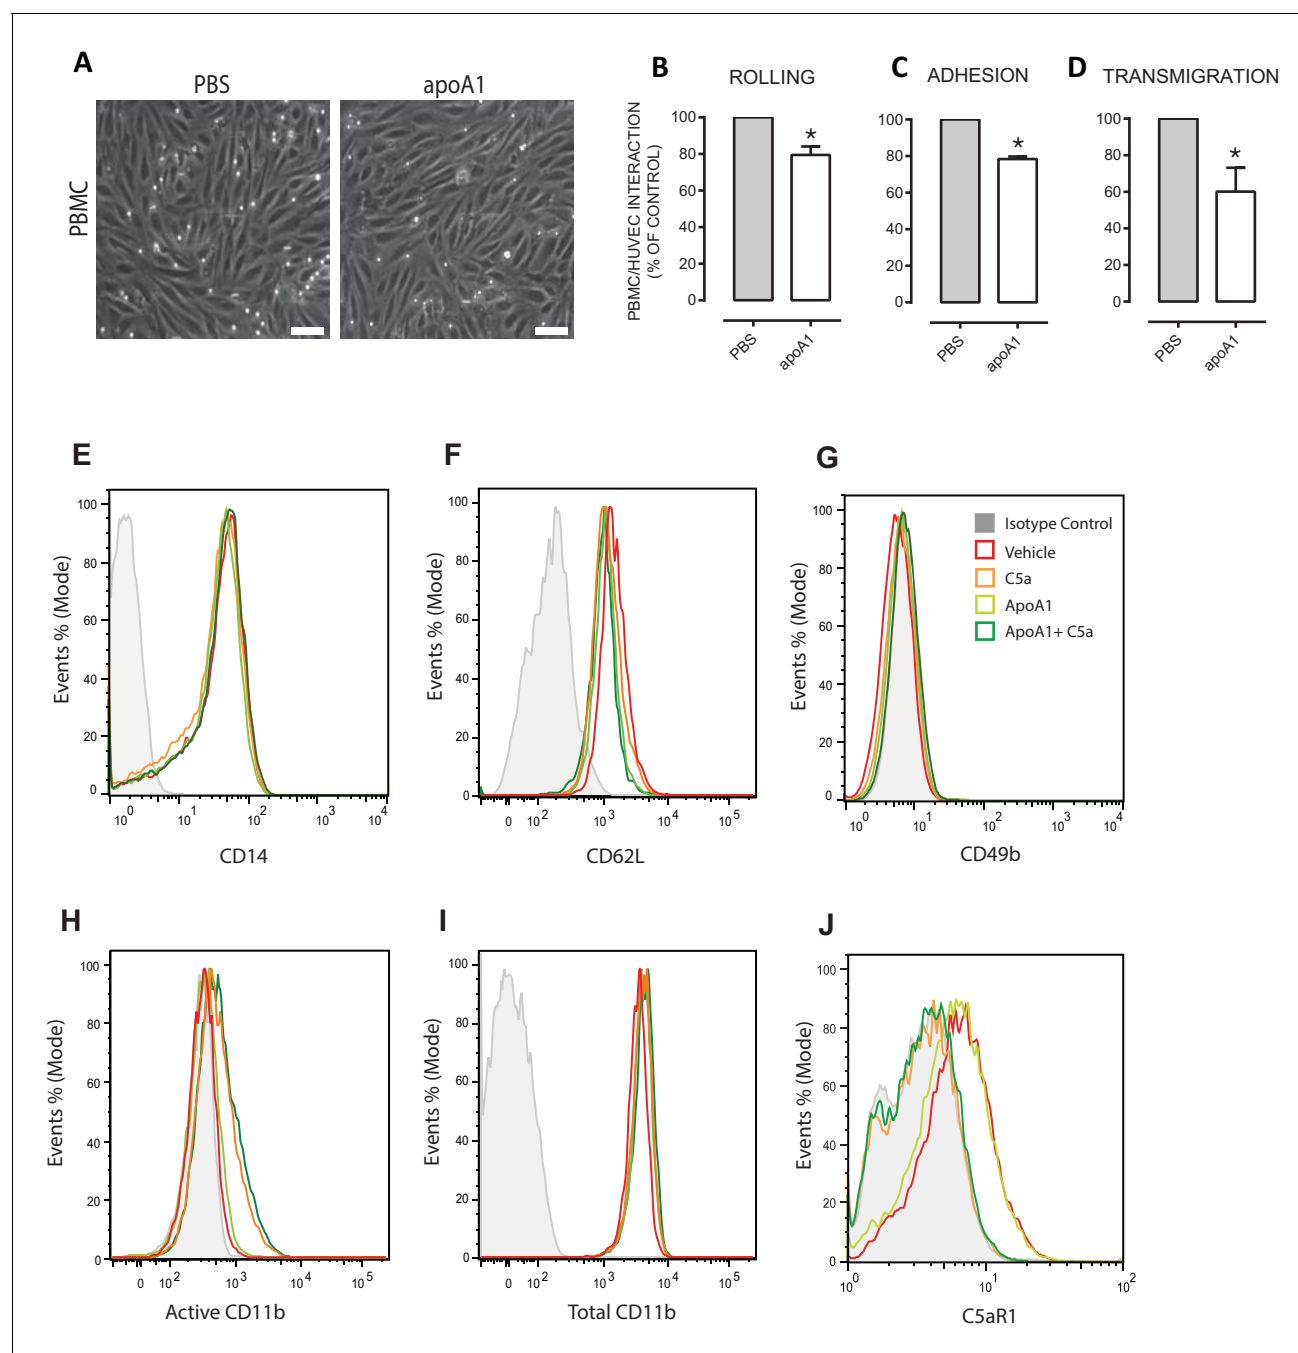 A
PBS
apoA1
PBMC
B
ROLLING
PBMC/HUVEC INTERACTION
(% OF CONTROL)
100
80
60
40
20
0
*
PBS
apoA1
C
ADHESION
100
80
60
40
20
0
*
PBS
apoA1
D
TRANSMIGRATION
100
80
60
40
20
0
*
PBS
apoA1
E
Events % (Mode)
100
80
60
40
20
0
10^0 10^1 10^2 10^3 10^4
CD14
F
Events % (Mode)
100
80
60
40
20
0
0 10^2 10^3 10^4 10^5
CD62L
G
Events % (Mode)
100
80
60
40
20
0
Isotype Control
Vehicle
C5a
ApoA1
ApoA1+ C5a
10^0 10^1 10^2 10^3 10^4
CD49b
H
Events % (Mode)
100
80
60
40
20
0
0 10^2 10^3 10^4 10^5
Active CD11b
I
Events % (Mode)
100
80
60
40
20
0
0 10^2 10^3 10^4 10^5
Total CD11b
J
Events % (Mode)
100
80
60
40
20
0
10^0 10^1 10^2
C5aR1